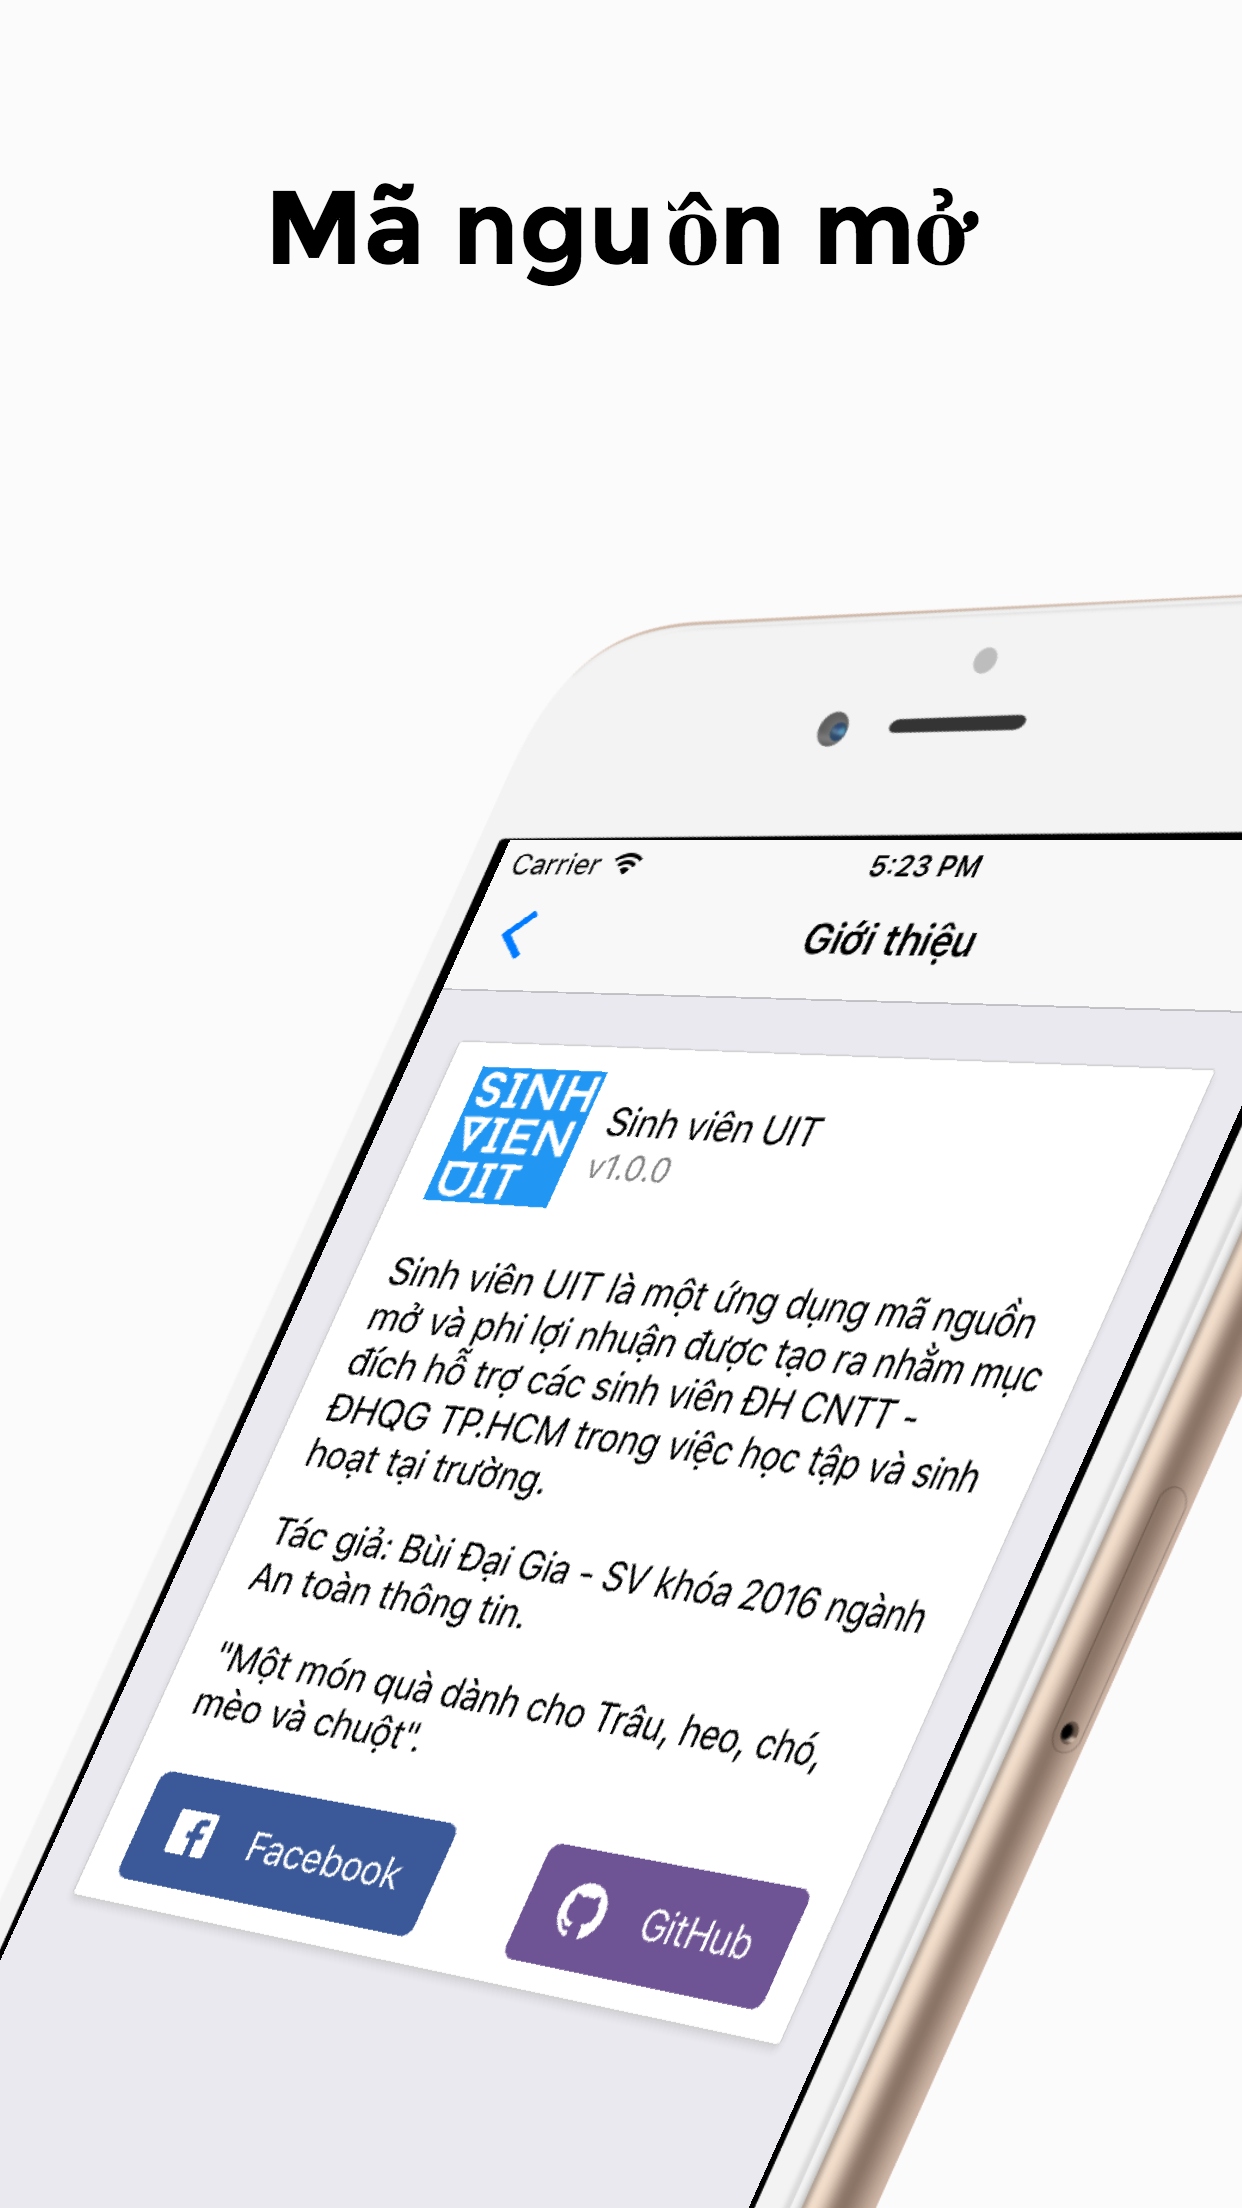 Mã nguồn mở
Carrier
5:23 PM
Giới thiệu
SINH
VIEN
UIT
Sinh viên UIT
v1.0.0
Sinh viên UIT là một ứng dụng mã nguồn
mở và phi lợi nhuận được tạo ra nhằm mục
đích hỗ trợ các sinh viên ĐH CNTT -
ĐHQG TP.HCM trong việc học tập và sinh
hoạt tại trường.
Tác giả: Bùi Đại Gia - SV khóa 2016 ngành
An toàn thông tin.
"Một món quà dành cho Trâu, heo, chó,
mèo và chuột".
Facebook
GitHub